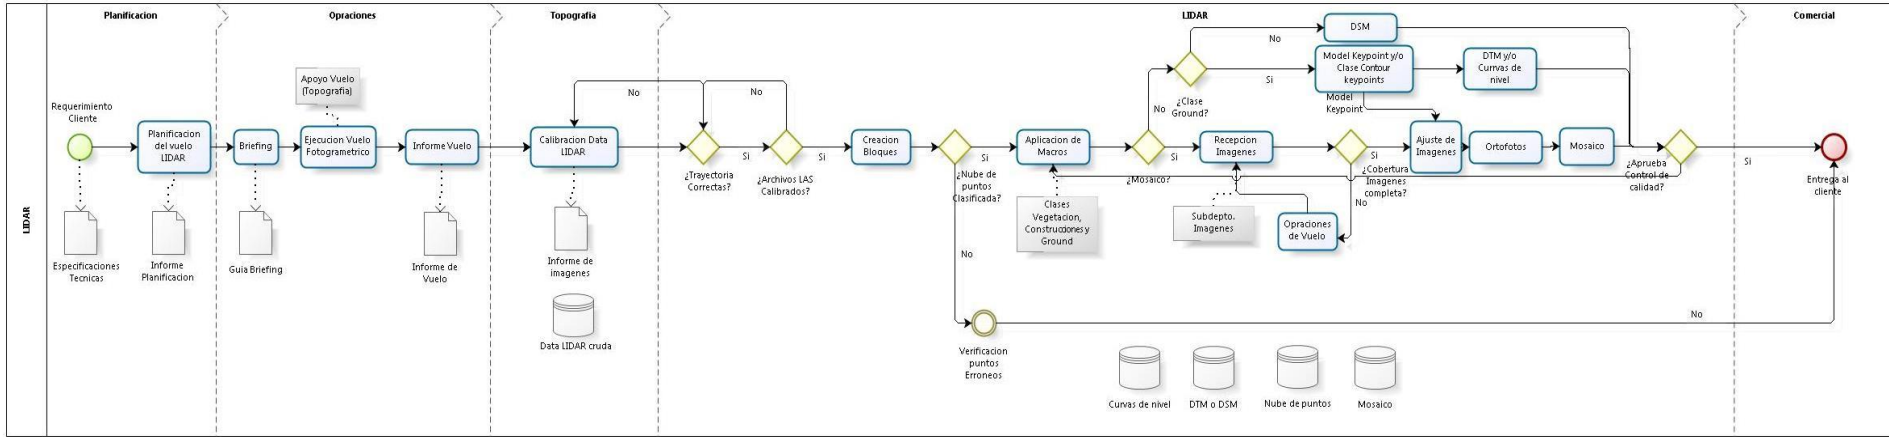 Planificacion
Opraciones
Topografia
LIDAR
Comercial
LIDAR
Requerimiento
Cliente
Planificacion
del vuelo
LIDAR
Especificaciones
Tecnicas
Informe
Planificacion
Apoyo Vuelo
(Topografia)
Briefing
Ejecucion Vuelo
Fotogrametrico
Informe Vuelo
Guia Briefing
Informe de
Vuelo
Calibracion Data
LIDAR
Informe de
imagenes
Data LIDAR cruda
No
No
¿Trayectoria
Correctas?
Si
¿Archivos LAS
Calibrados?
Si
Creacion
Bloques
¿Nube de
puntos
Clasificada?
Si
No
Verificacion
puntos
Erroneos
Aplicacion de
Macros
Clases
Vegetacion,
Construcciones y
Ground
¿Mosaico?
No
Si
¿Clase
Ground?
No
Si
DSM
Model Keypoint y/o
Clase Contour
keypoints
Model
Keypoint
DTM y/o
Currvas de
nivel
Recepcion
Imagenes
Subdepto.
Imagenes
Opraciones
de Vuelo
¿Cobertura
Imagenes
completa?
Si
No
Ajuste de
Imagenes
Ortofotos
Mosaico
¿Aprueba
Control de
calidad?
Si
No
Entrega al
cliente
Curvas de nivel
DTM o DSM
Nube de puntos
Mosaico